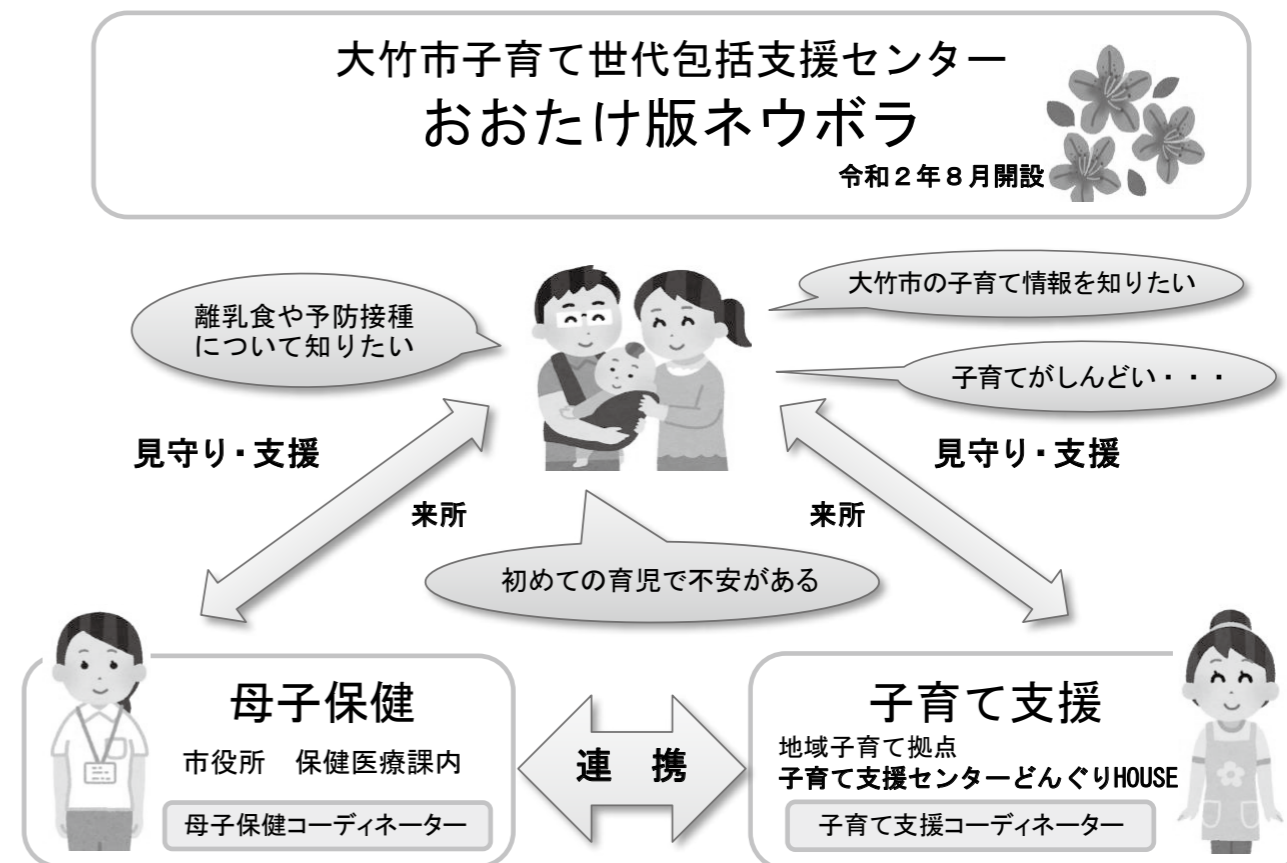 大竹市子育て世代包括支援センター
おおたけ版ネウボラ
令和２年８月開設
離乳食や予防接種
について知りたい
大竹市の子育て情報を知りたい
子育てがしんどい・・・
見守り・支援
見守り・支援
来所
来所
初めての育児で不安がある
母子保健
市役所　保健医療課内
母子保健コーディネーター
連　携
子育て支援
地域子育て拠点
子育て支援センターどんぐりHOUSE
子育て支援コーディネーター